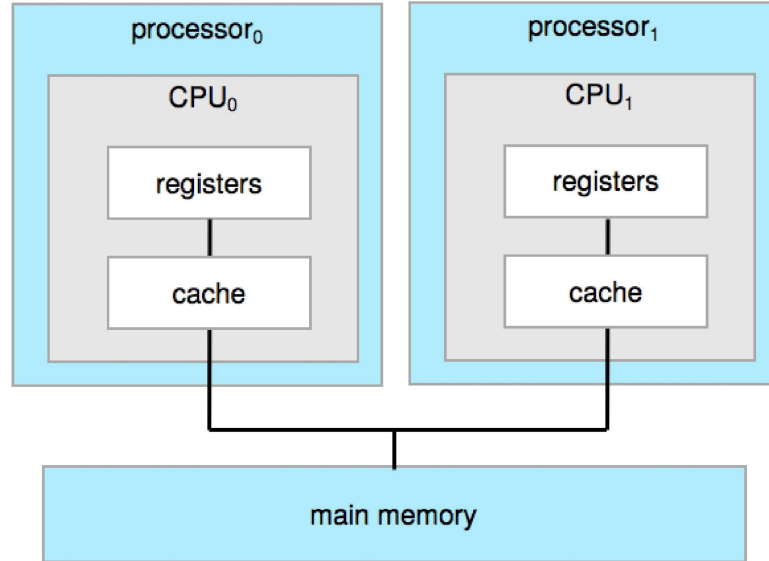 processor₀
CPU₀
registers
cache
processor₁
CPU₁
registers
cache
main memory